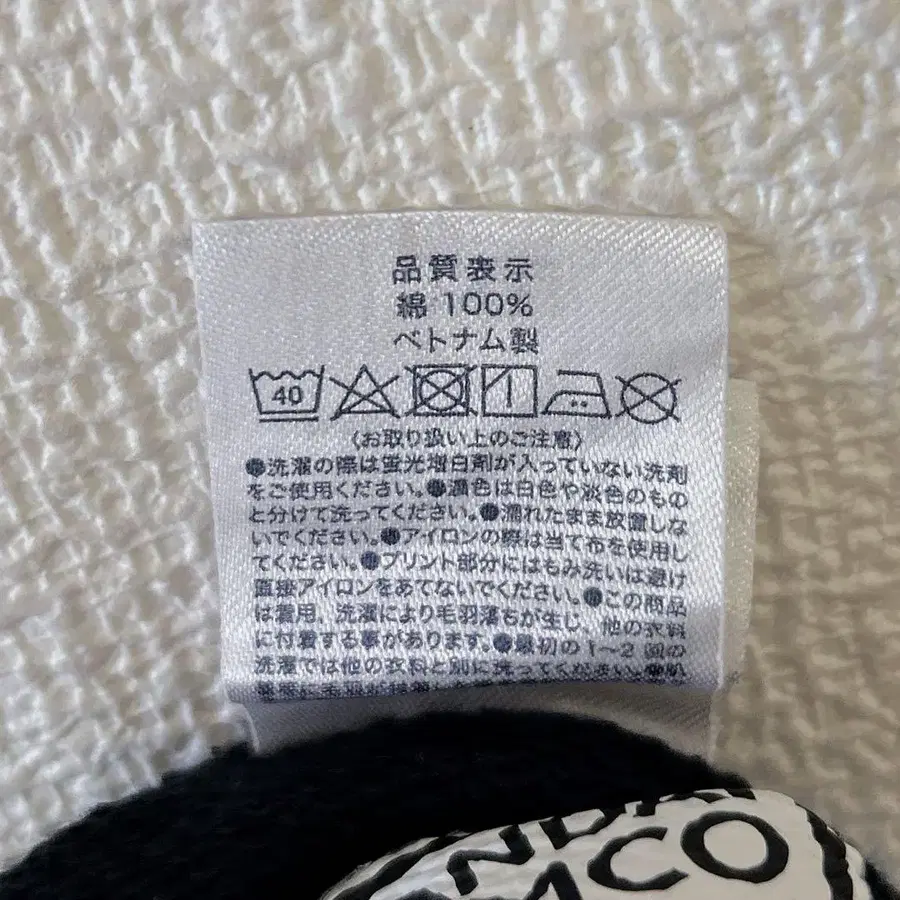 品質表示
綿 100%
ベトナム製
40
〈お取り扱い上のご注意〉
●洗濯の際は蛍光増白剤が入っていない洗剤
をご使用ください。●濃色は白色や淡色のもの
と分けて洗ってください。●濡れたまま放置しな
いでください。●アイロンの際は当て布を使用し
てください。●プリント部分にはもみ洗いは避け
直接アイロンをあてないでください。●この商品
は着用、洗濯により毛羽落ちが生じ、他の衣料
に付着する事があります。●最初の1~2 回の
洗濯では他の衣料と別に洗ってください。
NDAI
MCO